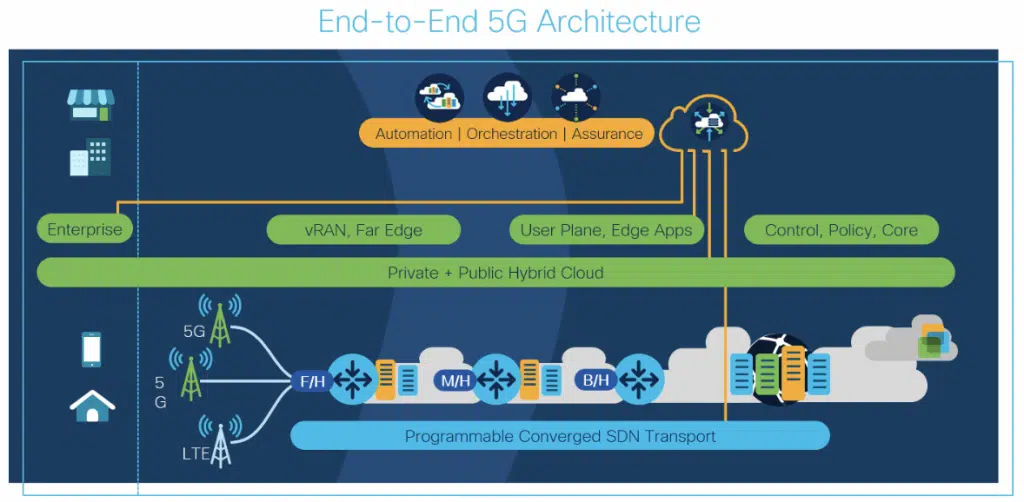 End-to-End 5G Architecture
Automation | Orchestration | Assurance
Enterprise
vRAN, Far Edge
User Plane, Edge Apps
Control, Policy, Core
Private + Public Hybrid Cloud
5G
5
G
LTE
F/H
M/H
B/H
Programmable Converged SDN Transport